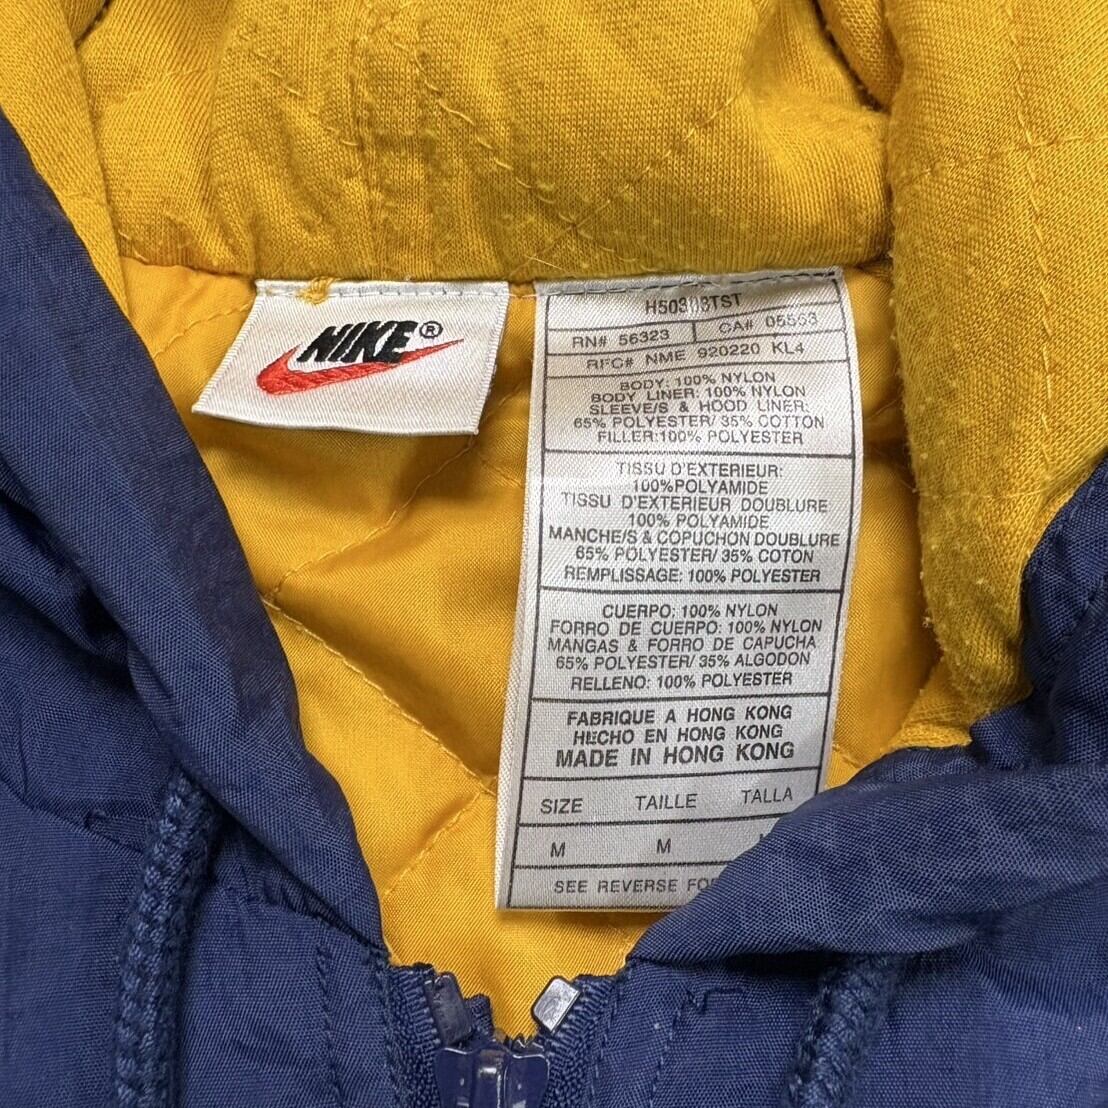 NIKE®
RN# 56323 CA# 05553
RFC# NME 920220 KL4
BODY: 100% NYLON
BODY LINER: 100% NYLON
SLEEVE/S & HOOD LINER:
65% POLYESTER/ 35% COTTON
FILLER:100% POLYESTER
TISSU D'EXTERIEUR:
100%POLYAMIDE
TISSU D'EXTERIEUR DOUBLURE
100% POLYAMIDE
MANCHE/S & COPUCHON DOUBLURE
65% POLYESTER/ 35% COTON
REMPLISSAGE: 100% POLYESTER
CUERPO: 100% NYLON
FORRO DE CUERPO: 100% NYLON
MANGAS & FORRO DE CAPUCHA
65% POLYESTER/ 35% ALGODON
RELLENO: 100% POLYESTER
FABRIQUE A HONG KONG
HECHO EN HONG KONG
MADE IN HONG KONG
SIZE TAILLE TALLA
M M
SEE REVERSE